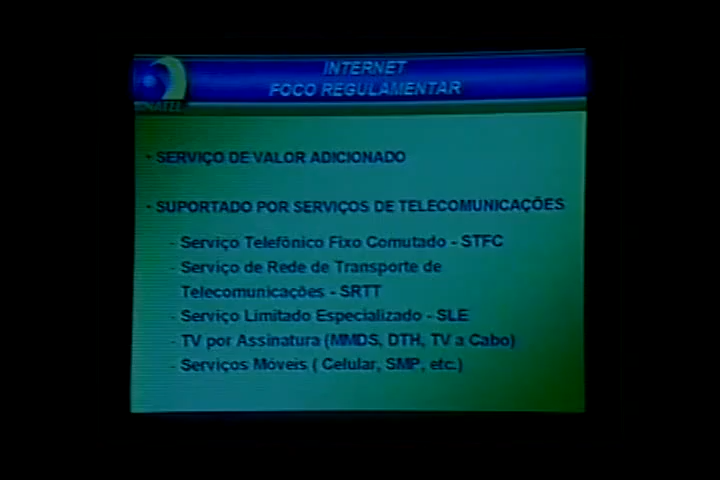 INTERNET
FOCO REGULAMENTAR
ANATEL
• SERVIÇO DE VALOR ADICIONADO
• SUPORTADO POR SERVIÇOS DE TELECOMUNICAÇÕES
- Serviço Telefônico Fixo Comutado - STFC
- Serviço de Rede de Transporte de
Telecomunicações - SRTT
- Serviço Limitado Especializado - SLE
- TV por Assinatura (MMDS, DTH, TV a Cabo)
- Serviços Móveis ( Celular, SMP, etc.)